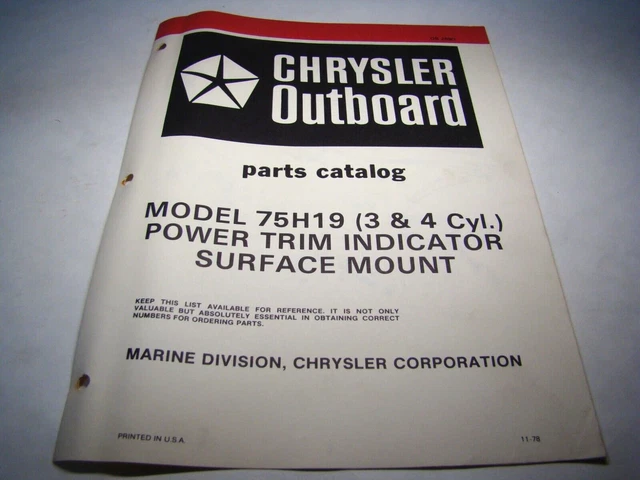 CHRYSLER
Outboard
parts catalog
MODEL 75H19 (3 & 4 Cyl.)
POWER TRIM INDICATOR
SURFACE MOUNT
KEEP THIS LIST AVAILABLE FOR REFERENCE. IT IS NOT ONLY
VALUABLE BUT ABSOLUTELY ESSENTIAL IN OBTAINING CORRECT
NUMBERS FOR ORDERING PARTS.
MARINE DIVISION, CHRYSLER CORPORATION
PRINTED IN U.S.A.
11-78